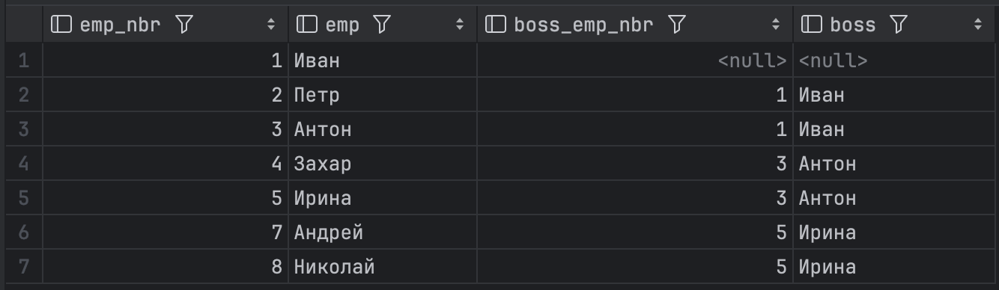 emp_nbr emp boss_emp_nbr boss
1 1 Иван <null> <null>
2 2 Петр 1 Иван
3 3 Антон 1 Иван
4 4 Захар 3 Антон
5 5 Ирина 3 Антон
6 7 Андрей 5 Ирина
7 8 Николай 5 Ирина